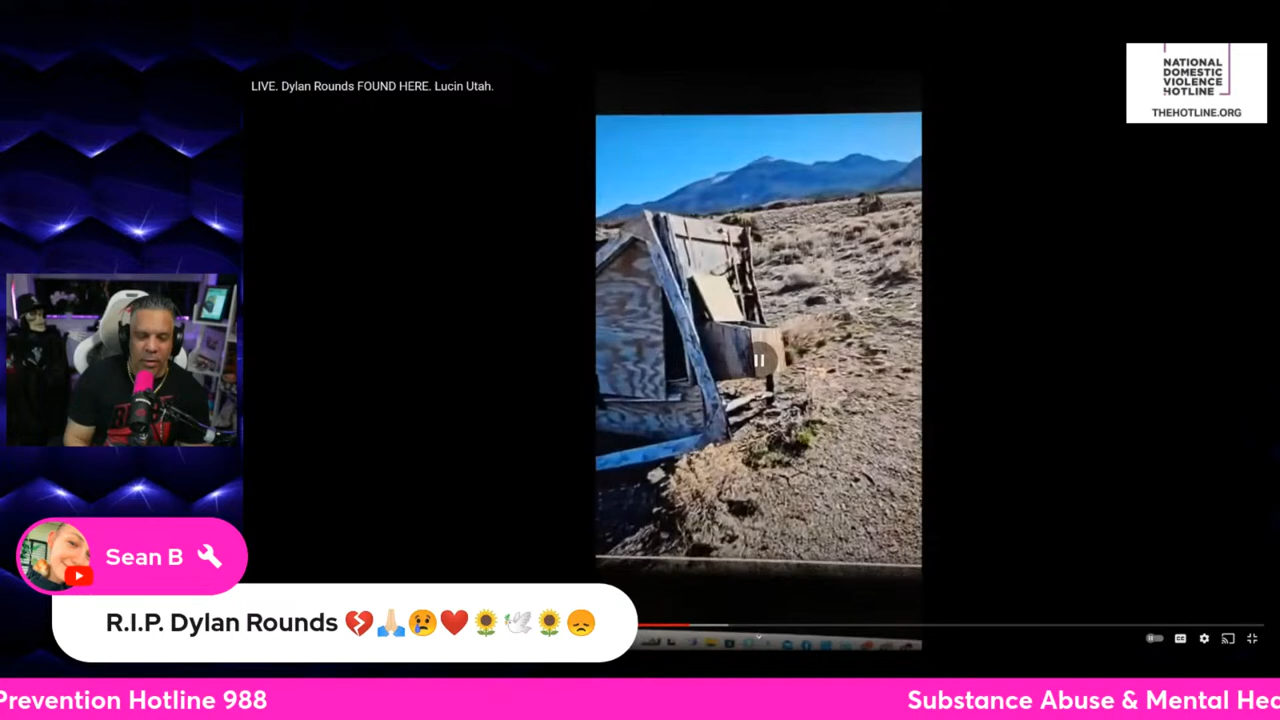 LIVE. Dylan Rounds FOUND HERE. Lucin Utah.
NATIONAL
DOMESTIC
VIOLENCE
HOTLINE
THEHOTLINE.ORG
Sean B
R.I.P. Dylan Rounds 💔🙏🏼😢❤️🌻🕊️🌻😞
Prevention Hotline 988
Substance Abuse & Mental Hea